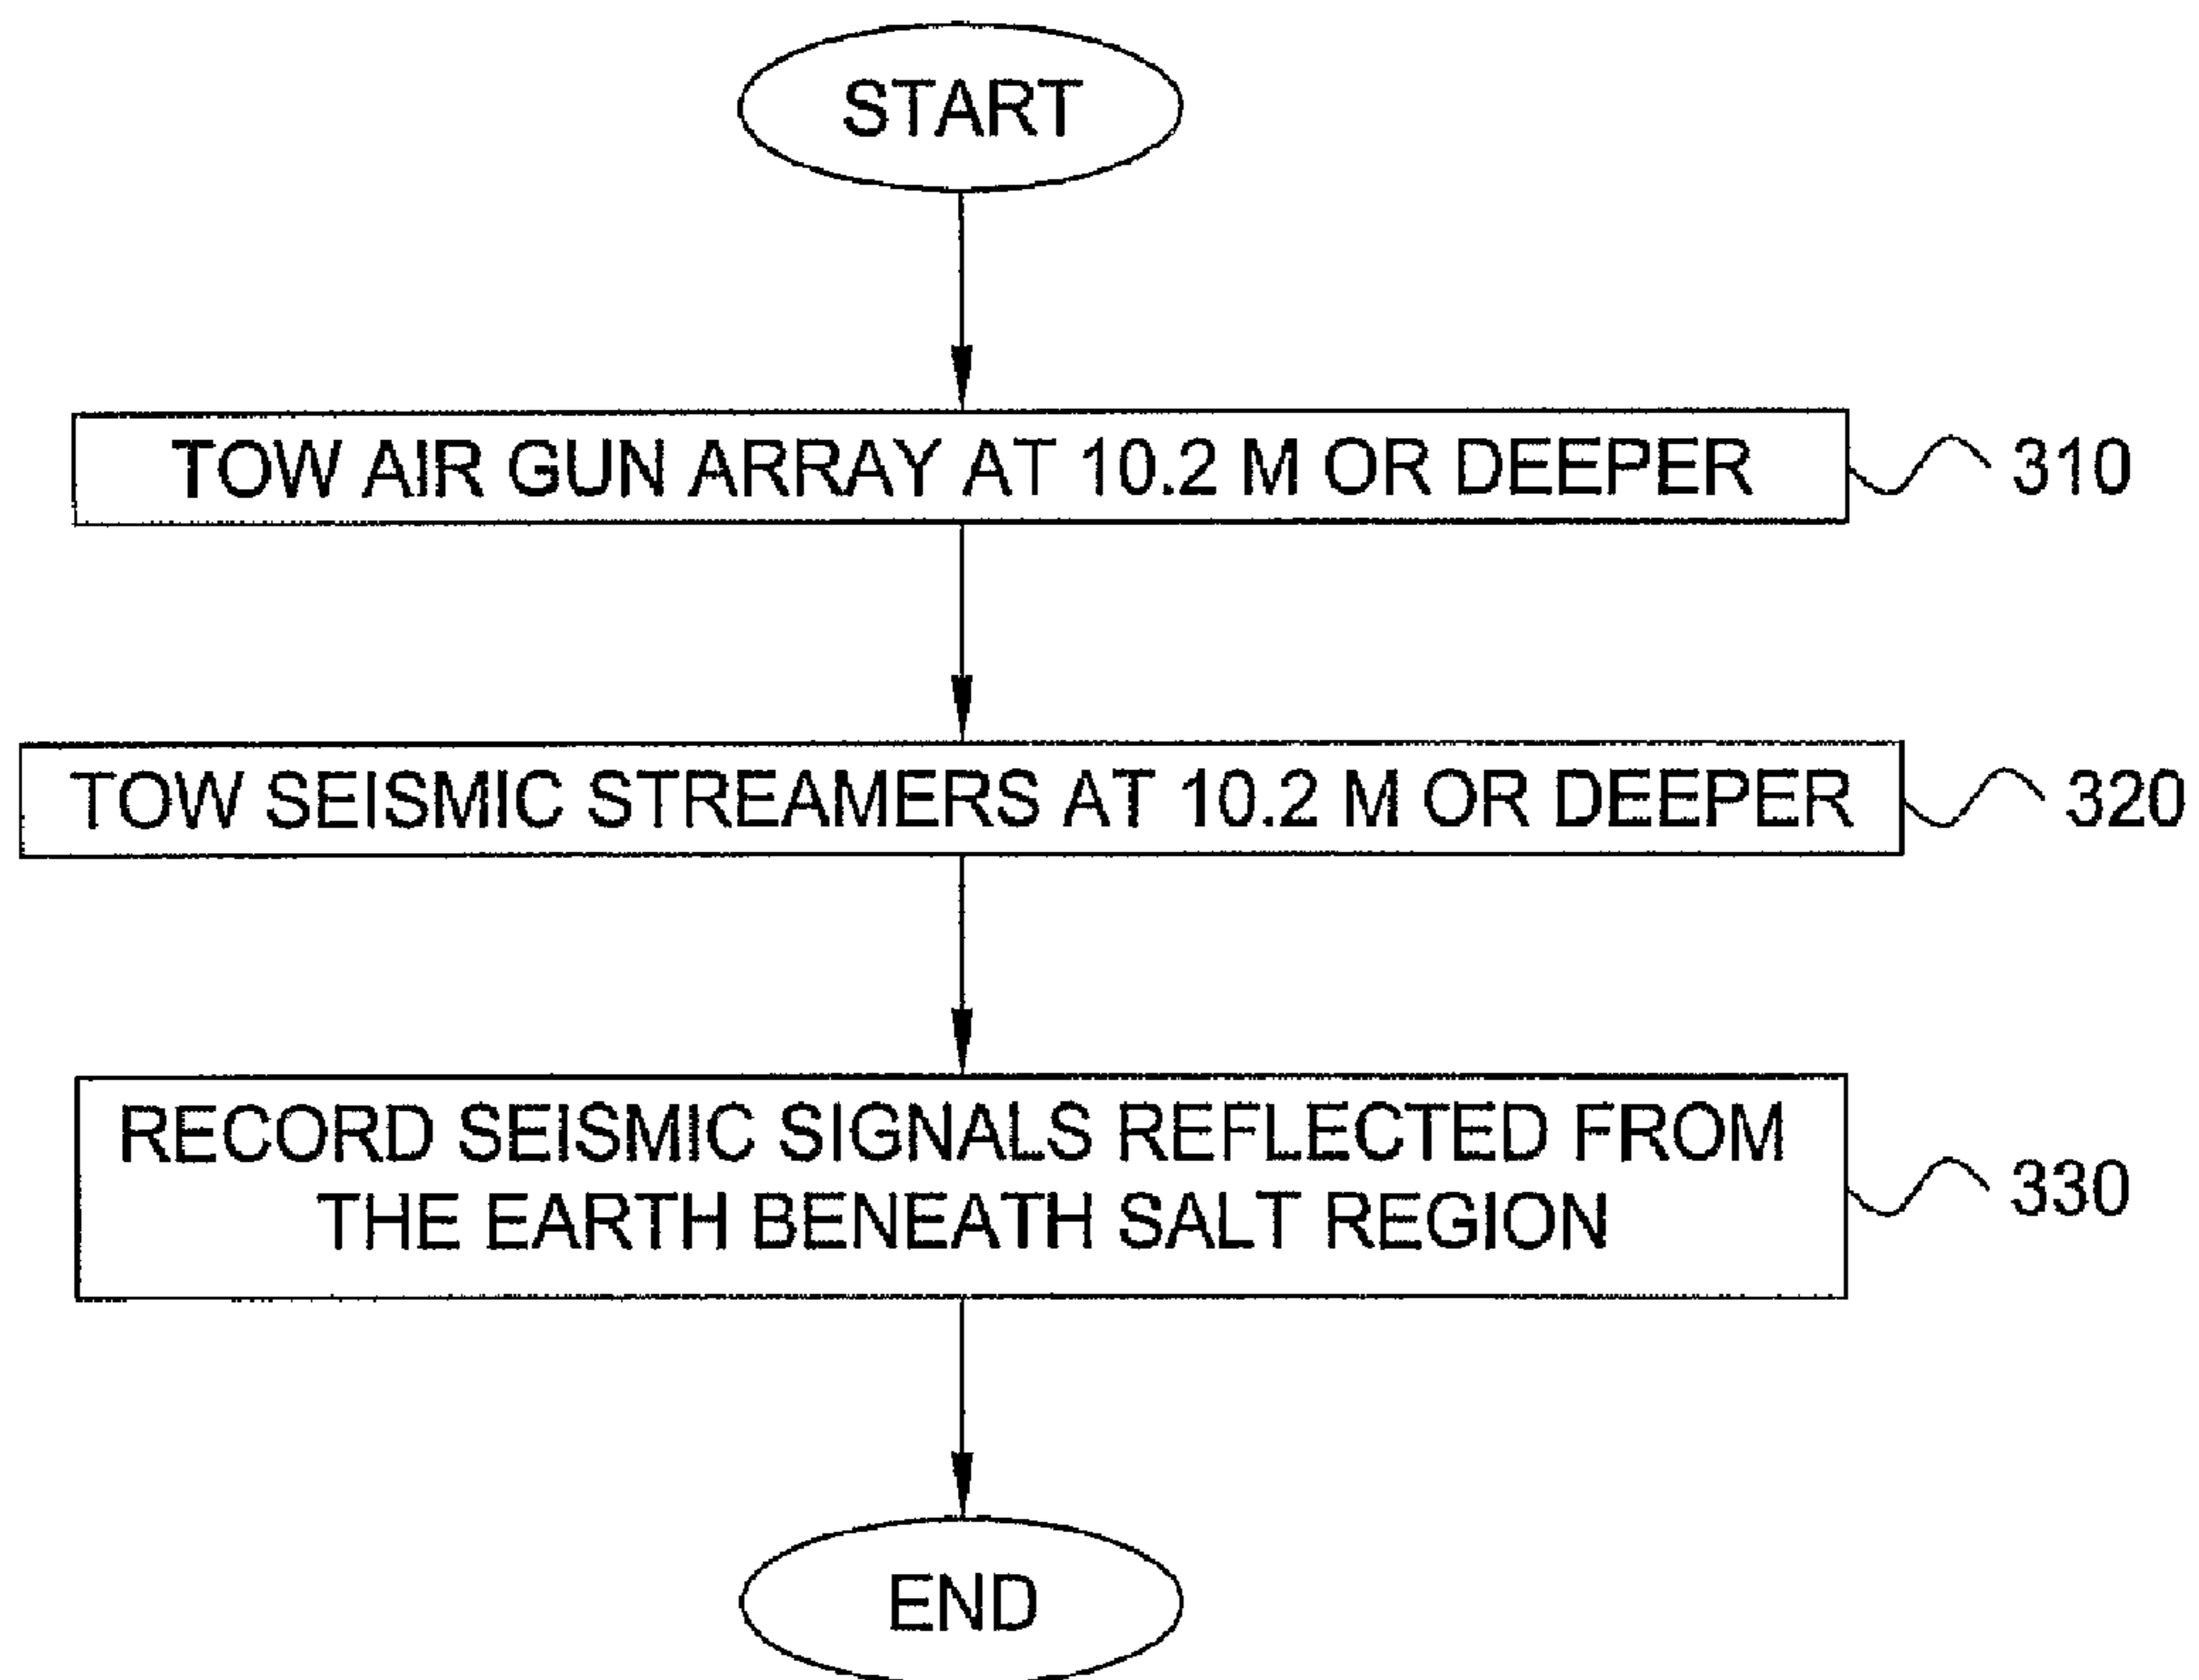 START
TOW AIR GUN ARRAY AT 10.2 M OR DEEPER
310
TOW SEISMIC STREAMERS AT 10.2 M OR DEEPER
320
RECORD SEISMIC SIGNALS REFLECTED FROM
THE EARTH BENEATH SALT REGION
330
END